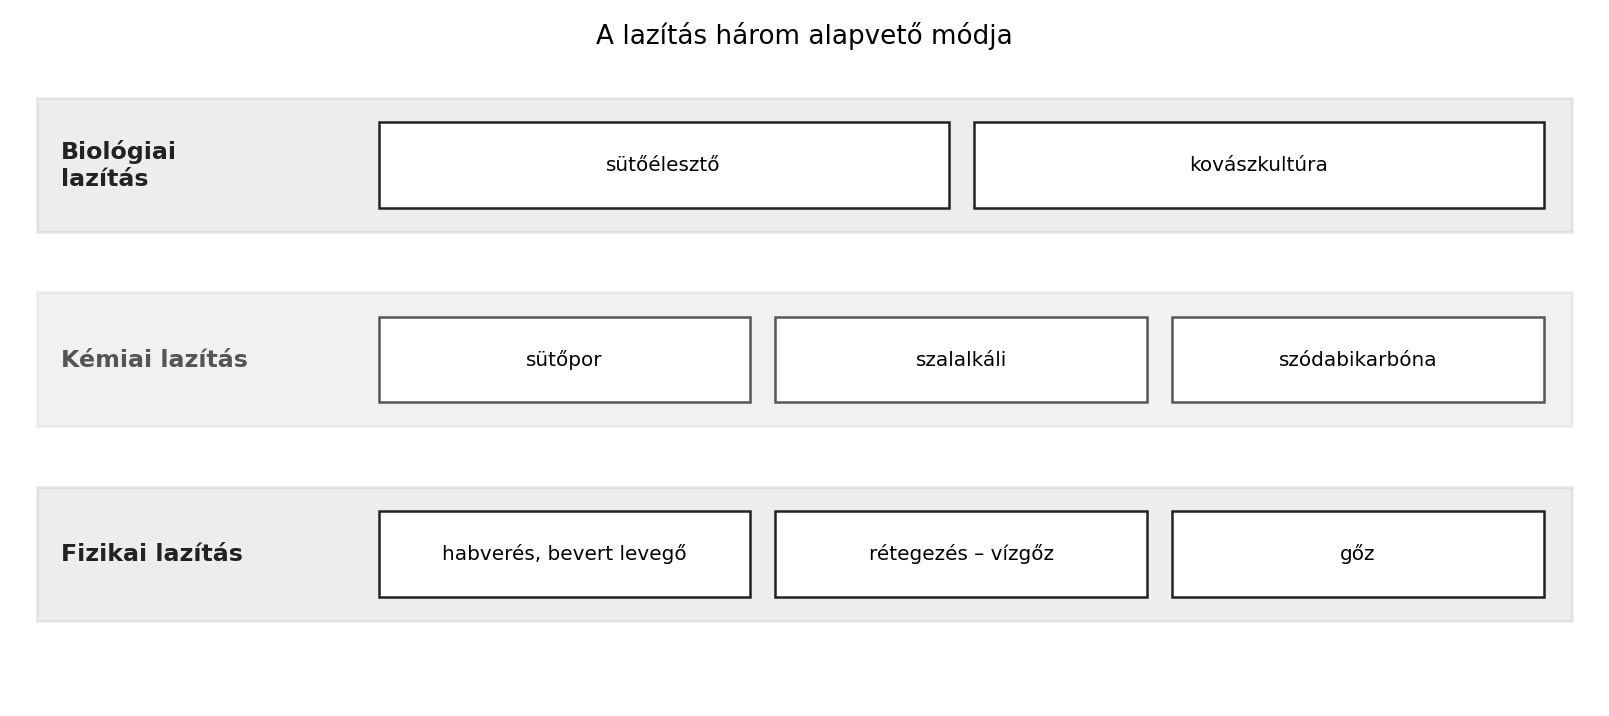 A lazítás három alapvető módja
Biológiai
lazítás
sütőélesztő
kovászkultúra
Kémiai lazítás
sütőpor
szalalkáli
szódabikarbóna
Fizikai lazítás
habverés, bevert levegő
rétegezés – vízgőz
gőz